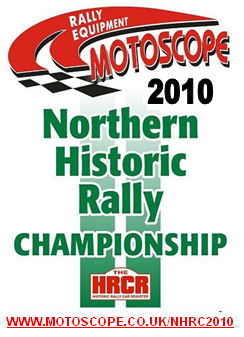 RALLY
EQUIPMENT
MOTOSCOPE
2010
Northern
Historic
Rally
CHAMPIONSHIP
THE
HRCR
HISTORIC RALLY CAR REGISTER
WWW.MOTOSCOPE.CO.UK/NHRC2010